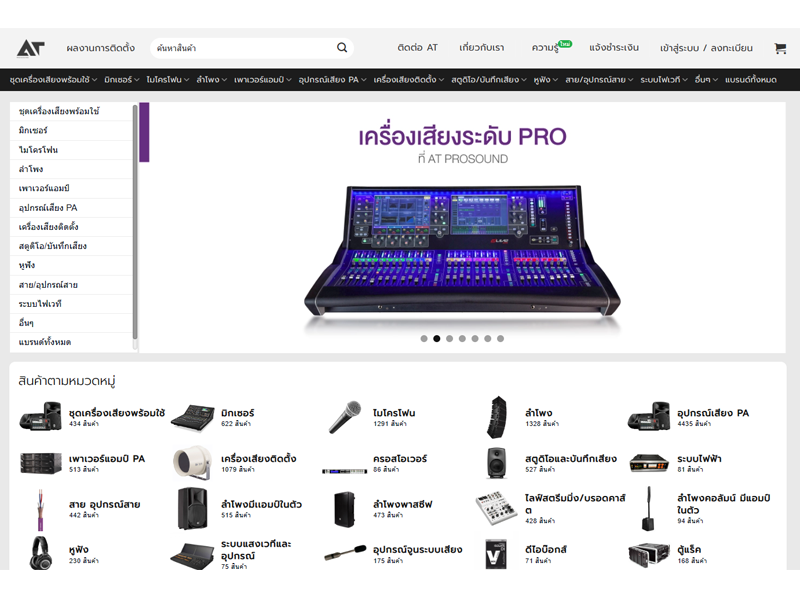 AT
ผลงานการติดตั้ง
ค้นหาสินค้า
ติดต่อ AT
เกี่ยวกับเรา
ความรู้
ใหม่
แจ้งชำระเงิน
เข้าสู่ระบบ / ลงทะเบียน
ชุดเครื่องเสียงพร้อมใช้ มิกเซอร์ ไมโครโฟน ลำโพง เพาเวอร์แอมป์ อุปกรณ์เสียง PA เครื่องเสียงติดตั้ง สตูดิโอ/บันทึกเสียง หูฟัง สาย/อุปกรณ์สาย ระบบไฟเวที อื่นๆ แบรนด์ทั้งหมด
ชุดเครื่องเสียงพร้อมใช้
มิกเซอร์
ไมโครโฟน
ลำโพง
เพาเวอร์แอมป์
อุปกรณ์เสียง PA
เครื่องเสียงติดตั้ง
สตูดิโอ/บันทึกเสียง
หูฟัง
สาย/อุปกรณ์สาย
ระบบไฟเวที
อื่นๆ
แบรนด์ทั้งหมด
เครื่องเสียงระดับ PRO
ที่ AT PROSOUND
สินค้าตามหมวดหมู่
ชุดเครื่องเสียงพร้อมใช้
434 สินค้า
มิกเซอร์
622 สินค้า
ไมโครโฟน
1291 สินค้า
ลำโพง
1328 สินค้า
อุปกรณ์เสียง PA
4435 สินค้า
เพาเวอร์แอมป์ PA
513 สินค้า
เครื่องเสียงติดตั้ง
1079 สินค้า
ครอสโอเวอร์
86 สินค้า
สตูดิโอและบันทึกเสียง
527 สินค้า
ระบบไฟฟ้า
81 สินค้า
สาย อุปกรณ์สาย
442 สินค้า
ลำโพงมีแอมป์ในตัว
515 สินค้า
ลำโพงพาสซีฟ
473 สินค้า
ไลฟ์สตรีมมิ่ง/บรอดคาส์
ต
428 สินค้า
ลำโพงคอลัมน์ มีแอมป์
ในตัว
94 สินค้า
หูฟัง
230 สินค้า
ระบบแสงเวทีและ
อุปกรณ์
75 สินค้า
อุปกรณ์จูนระบบเสียง
175 สินค้า
ดีไอบ๊อกส์
71 สินค้า
ตู้แร็ค
168 สินค้า